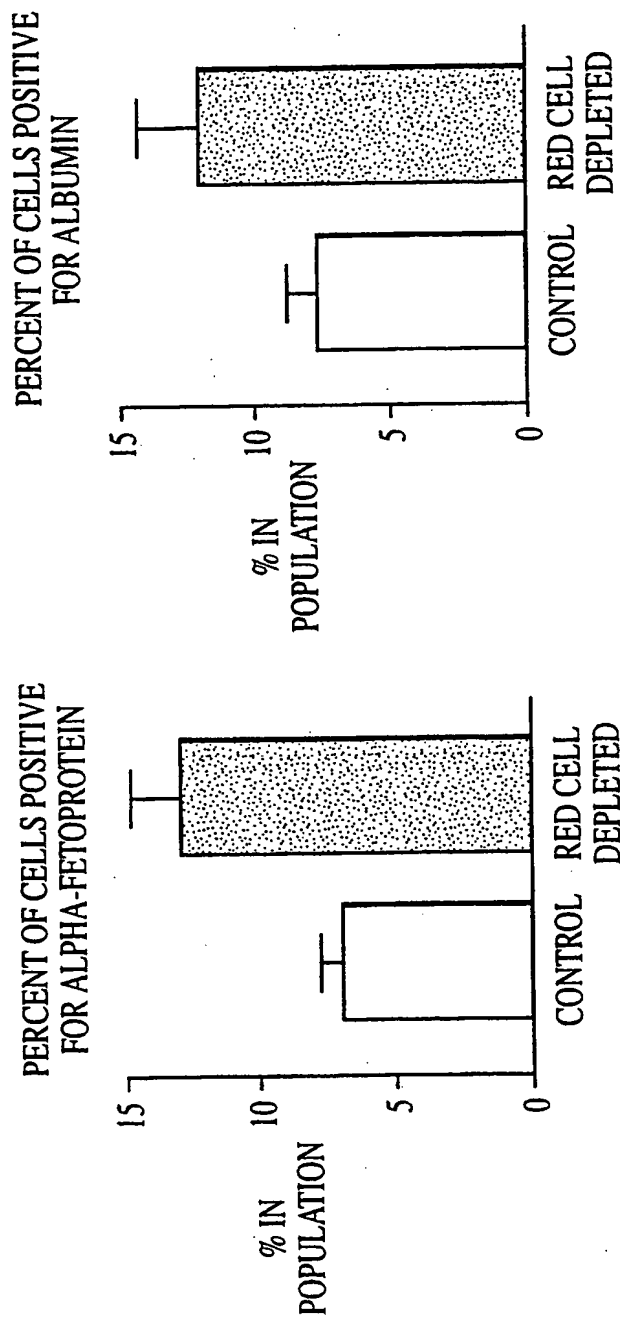 PERCENT OF CELLS POSITIVE
FOR ALPHA-FETOPROTEIN
15
10
5
0
% IN
POPULATION
CONTROL
RED CELL
DEPLETED
PERCENT OF CELLS POSITIVE
FOR ALBUMIN
15
10
5
0
% IN
POPULATION
CONTROL
RED CELL
DEPLETED